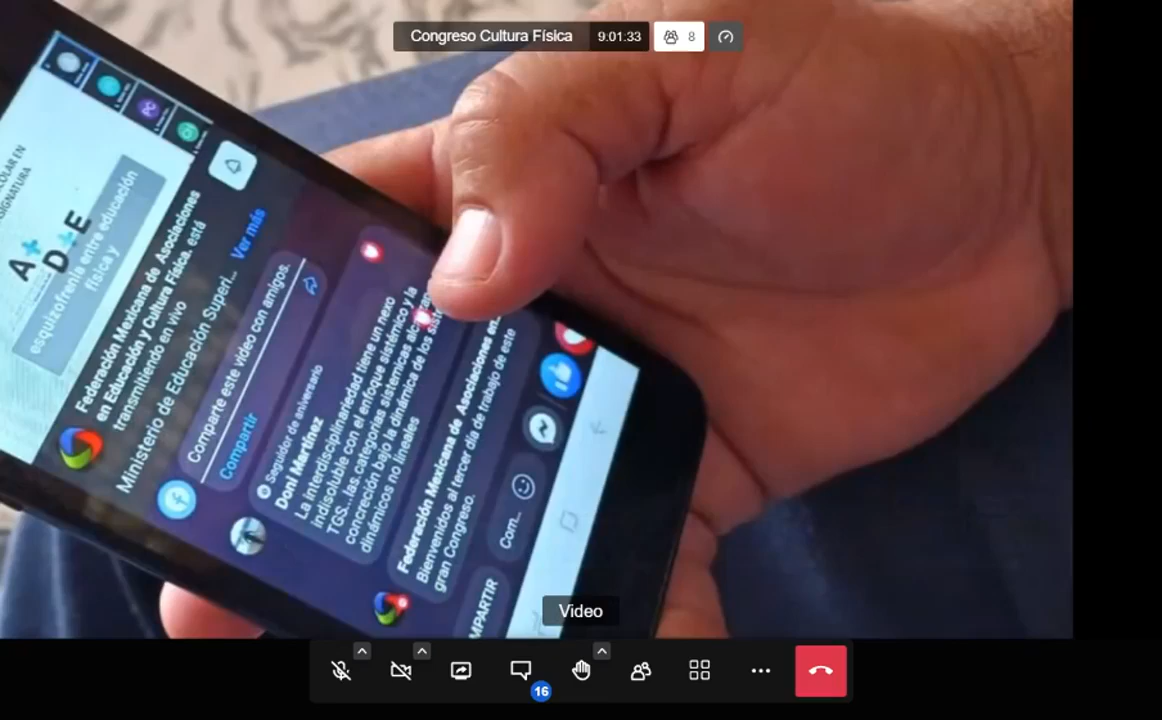 Congreso Cultura Física
9:01:33
8
A+
D+E
esquizofrenia entre educación
física y
Federación Mexicana de Asociaciones
en Educación y Cultura Física. está
transmitiendo en vivo
Ministerio de Educación Superi... Ver más
Comparte este video con amigos.
Compartir
Seguidor de aniversario
Doni Martínez
La interdisciplinariedad tiene un nexo
indisoluble con el enfoque sistémico y la
TGS...las categorías sistemicas
concreción bajo la dinámica de los
dinámicos no lineales
Federación Mexicana de Asociaciones en...
Bienvenidos al tercer día de trabajo de este
gran Congreso.
Com...
MPARTIR
Video
16